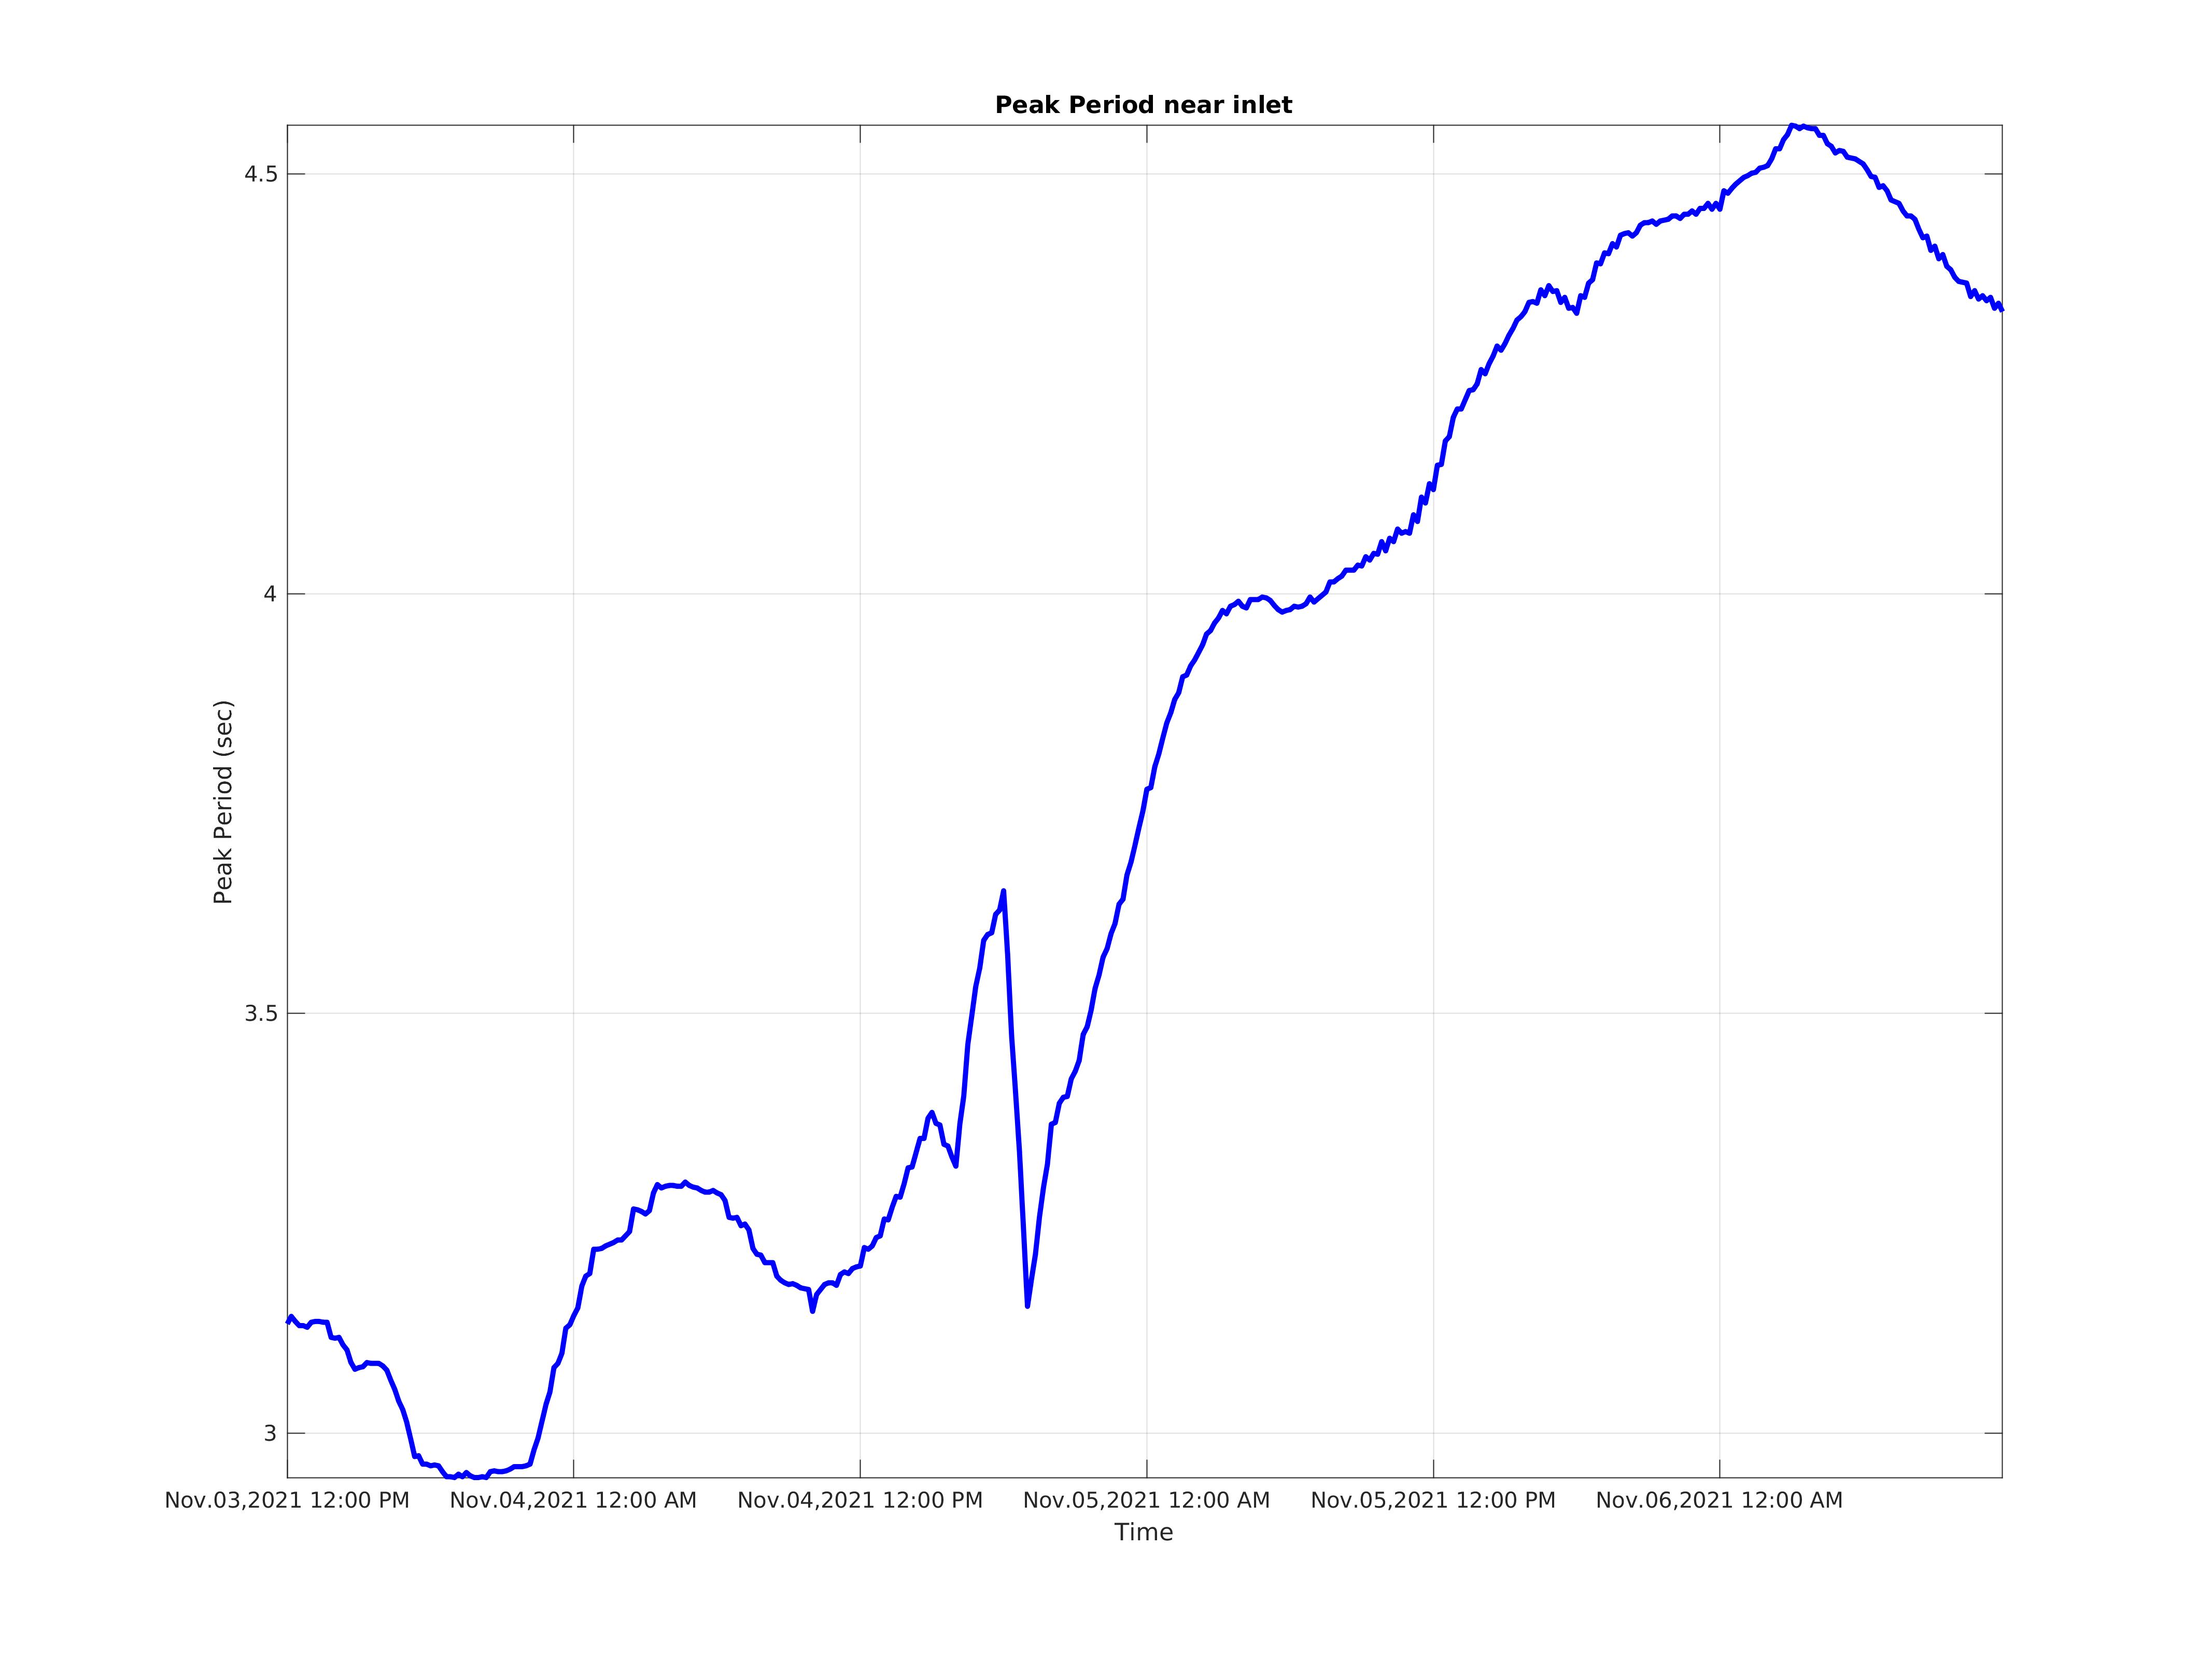 Peak Period near inlet
4.5
4
3.5
3
Peak Period (sec)
Nov.03,2021 12:00 PM Nov.04,2021 12:00 AM Nov.04,2021 12:00 PM Nov.05,2021 12:00 AM Nov.05,2021 12:00 PM Nov.06,2021 12:00 AM
Time